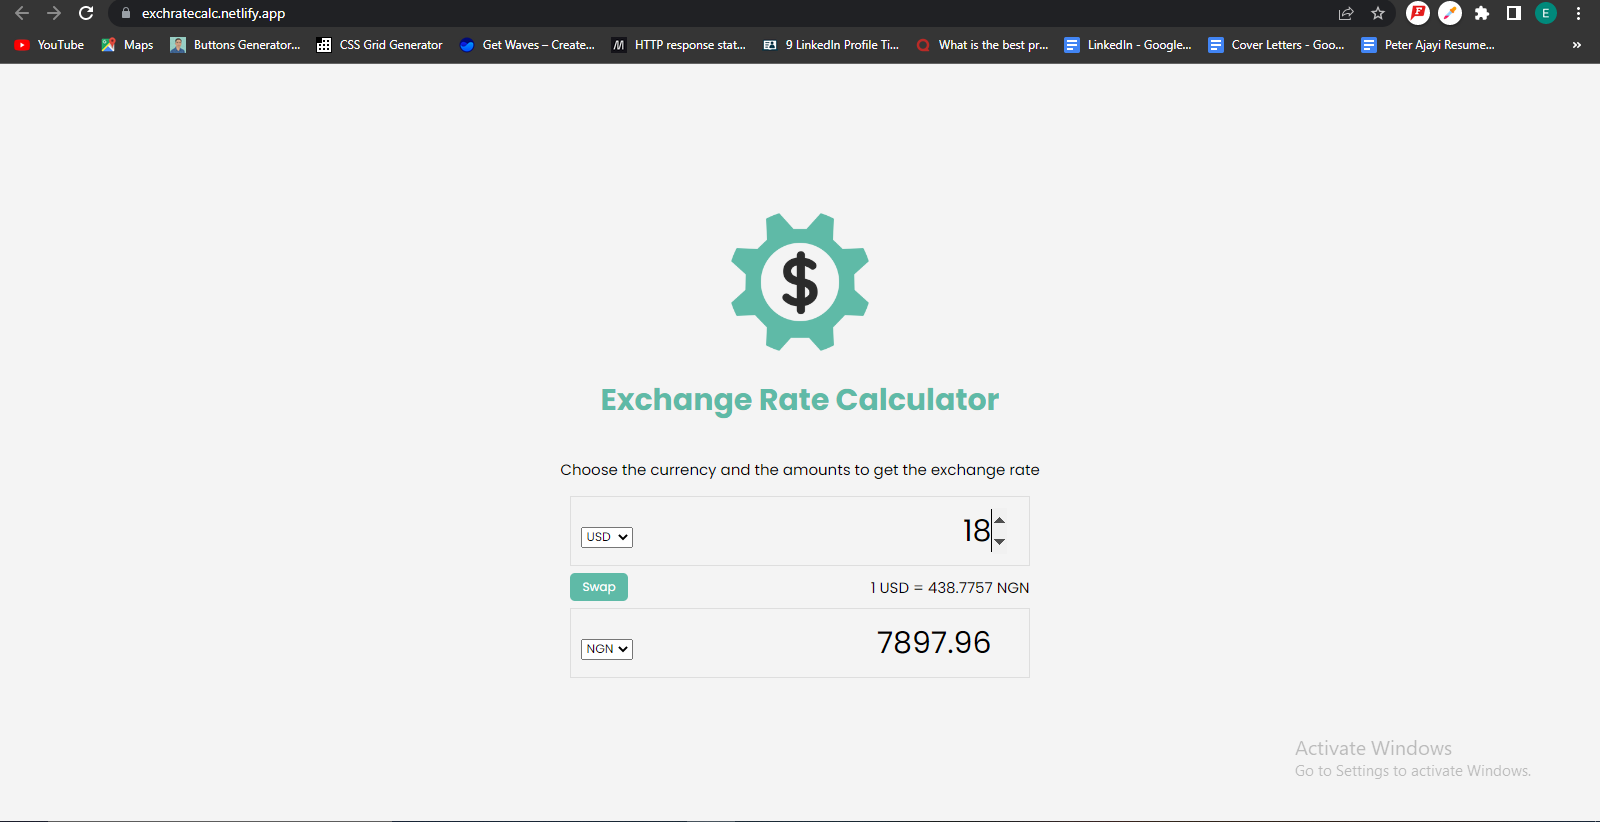 exchratecalc.netlify.app
E
YouTube Maps Buttons Generator... CSS Grid Generator Get Waves – Create... HTTP response stat... 9 LinkedIn Profile Ti... What is the best pr... LinkedIn - Google... Cover Letters - Goo... Peter Ajayi Resume... »
$
Exchange Rate Calculator
Choose the currency and the amounts to get the exchange rate
USD 18
Swap 1 USD = 438.7757 NGN
NGN 7897.96
Activate Windows
Go to Settings to activate Windows.